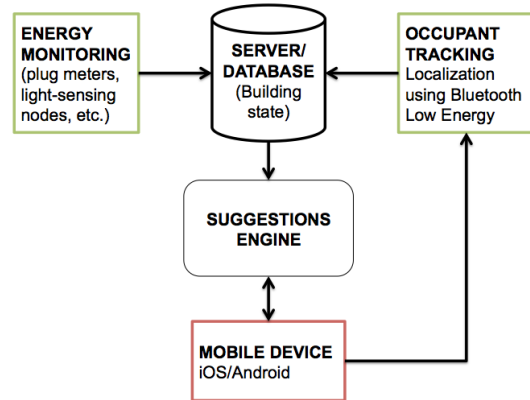 ENERGY
MONITORING
(plug meters,
light-sensing
nodes, etc.)
SERVER/
DATABASE
(Building
state)
OCCUPANT
TRACKING
Localization
using Bluetooth
Low Energy
SUGGESTIONS
ENGINE
MOBILE DEVICE
iOS/Android